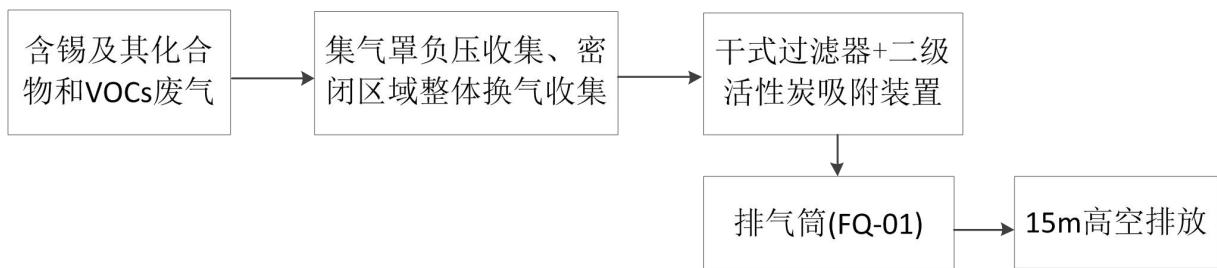 含锡及其化合
物和VOCs废气
集气罩负压收集、密
闭区域整体换气收集
干式过滤器+二级
活性炭吸附装置
排气筒(FQ-01)
15m高空排放